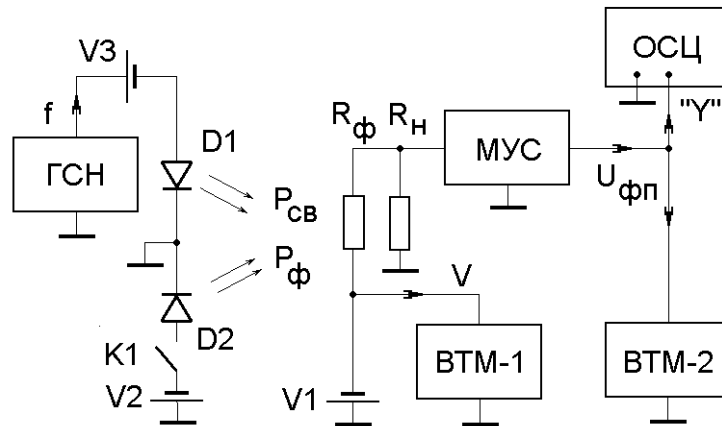 ОСЦ
V3
"Y"
f
D1
Rф
Rн
МУС
ГСН
Uфп
Pсв
Pф
V
D2
K1
ВТМ-1
ВТМ-2
V2
V1